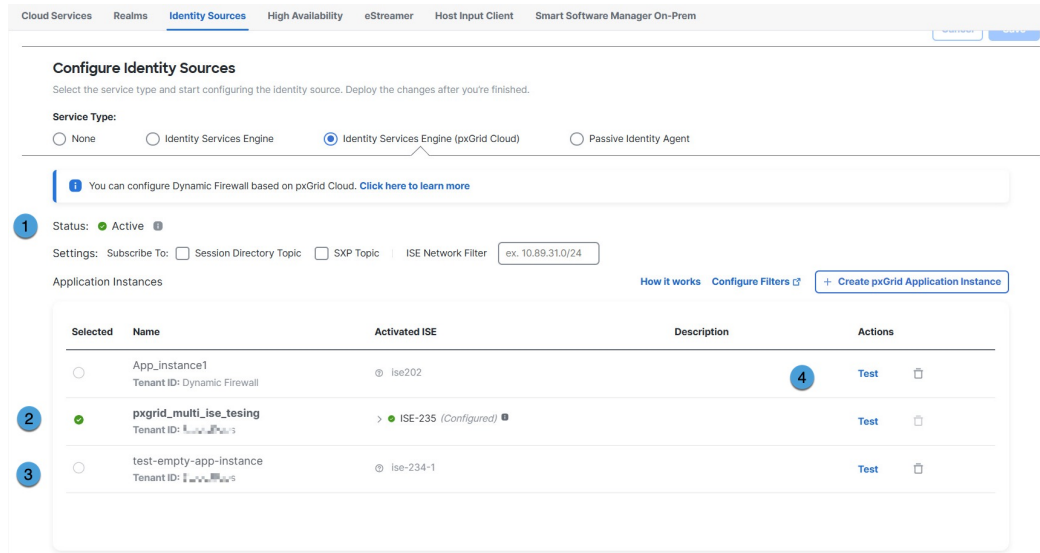 Cloud Services Realms Identity Sources High Availability eStreamer Host Input Client Smart Software Manager On-Prem
Configure Identity Sources
Select the service type and start configuring the identity source. Deploy the changes after you're finished.
Service Type:
None Identity Services Engine Identity Services Engine (pxGrid Cloud) Passive Identity Agent
You can configure Dynamic Firewall based on pxGrid Cloud. Click here to learn more
1 Status: Active
Settings: Subscribe To: Session Directory Topic SXP Topic ISE Network Filter ex. 10.89.31.0/24
Application Instances How it works Configure Filters + Create pxGrid Application Instance
Selected Name Activated ISE Description Actions
App_instance1 ise202 4 Test
Tenant ID: Dynamic Firewall
2 pxgrid_multi_ise_tesing > ISE-235 (Configured) Test
Tenant ID:
3 test-empty-app-instance ise-234-1 Test
Tenant ID: